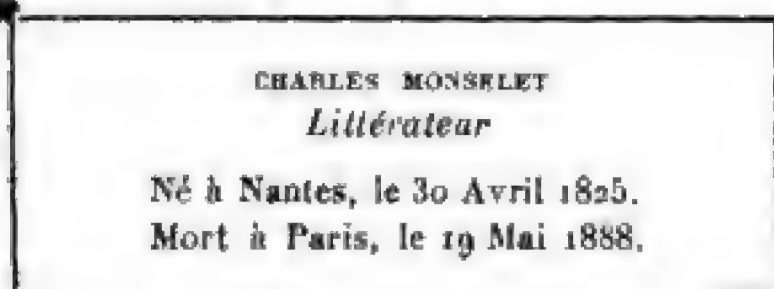 CHARLES MONSELET
Littérateur
Né à Nantes, le 30 Avril 1825.
Mort à Paris, le 19 Mai 1888.